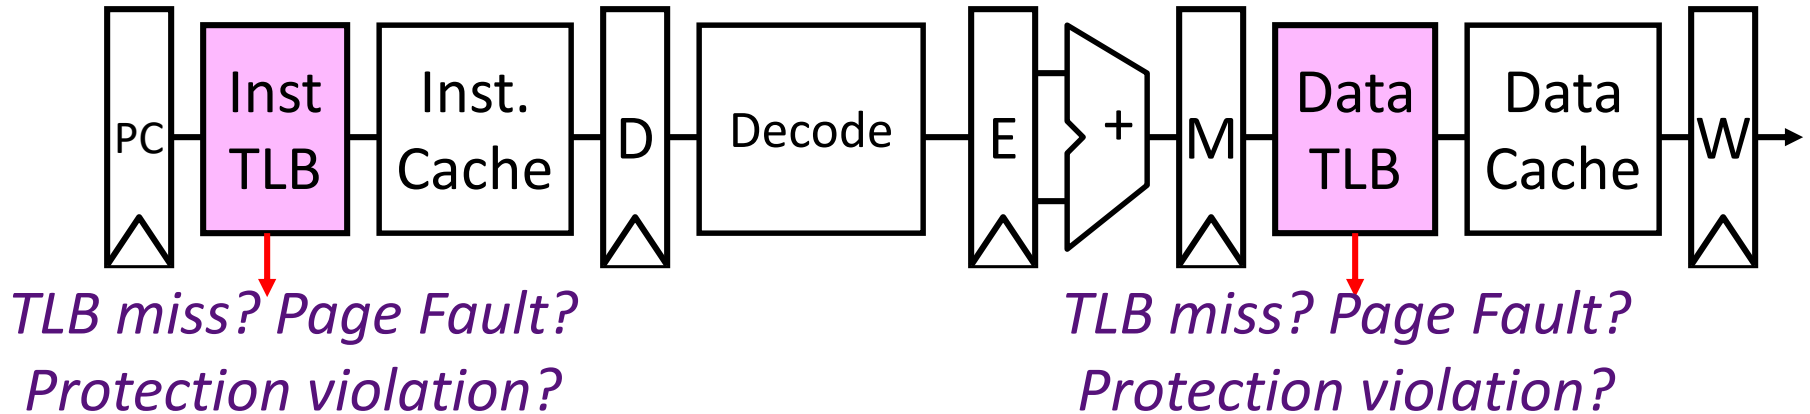 PC
Inst
TLB
Inst.
Cache
D
Decode
E
+
M
Data
TLB
Data
Cache
W
TLB miss? Page Fault?
Protection violation?
TLB miss? Page Fault?
Protection violation?